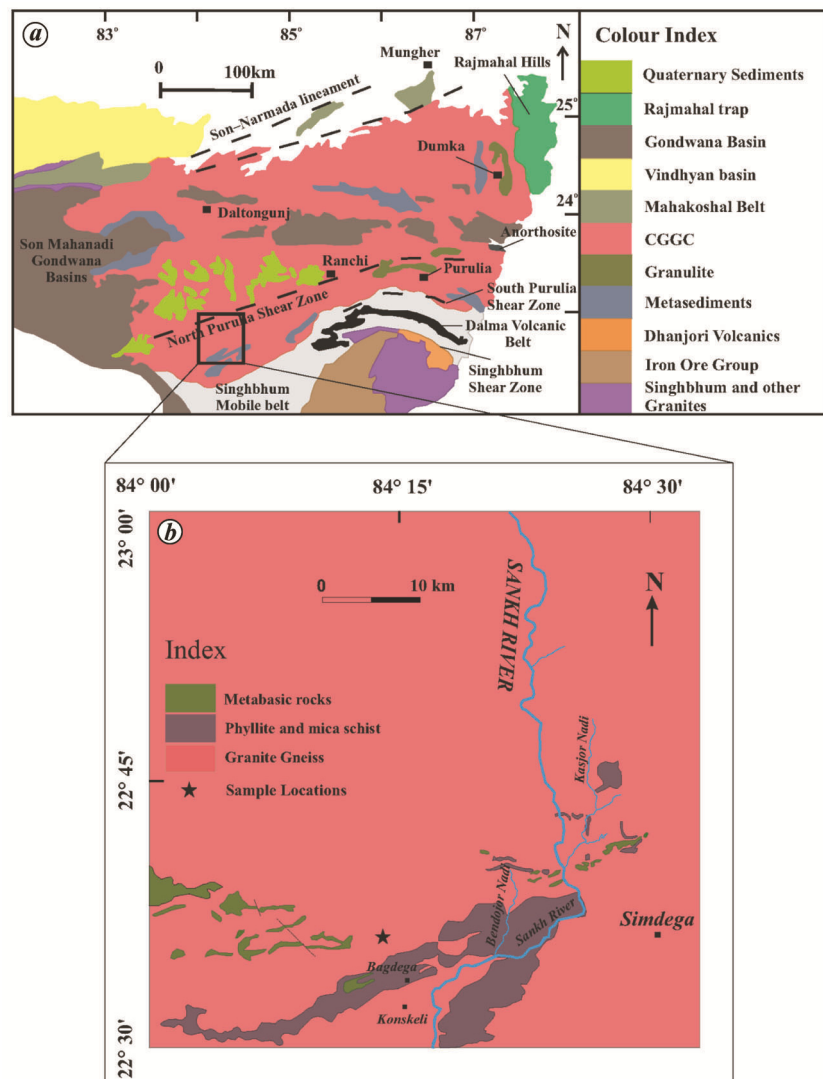 a
83°
85°
87°
N
0
100km
Mungher
Rajmahal Hills
Son–Narmada lineament
25°
Dumka
24°
Daltongunj
Son Mahanadi
Gondwana
Basins
Anorthosite
Ranchi
Purulia
North Purulia Shear Zone
South Purulia
Shear Zone
Dalma Volcanic
Belt
Singhbhum
Shear Zone
Singhbhum
Mobile belt
Colour Index
Quaternary Sediments
Rajmahal trap
Gondwana Basin
Vindhyan basin
Mahakoshal Belt
CGGC
Granulite
Metasediments
Dhanjori Volcanics
Iron Ore Group
Singhbhum and other
Granites
84° 00'
84° 15'
84° 30'
23° 00'
b
0
10 km
N
SANKH RIVER
Index
Metabasic rocks
Phyllite and mica schist
Granite Gneiss
Sample Locations
Kasjor Nadi
22° 45'
Bendojor Nadi
Sankh River
Simdega
Bagdega
Konskeli
22° 30'